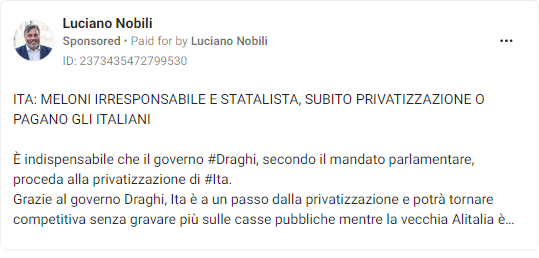 Luciano Nobili
Sponsored • Paid for by Luciano Nobili
ID: 2373435472799530
ITA: MELONI IRRESPONSABILE E STATALISTA, SUBITO PRIVATIZZAZIONE O
PAGANO GLI ITALIANI
È indispensabile che il governo #Draghi, secondo il mandato parlamentare,
proceda alla privatizzazione di #Ita.
Grazie al governo Draghi, Ita è a un passo dalla privatizzazione e potrà tornare
competitiva senza gravare più sulle casse pubbliche mentre la vecchia Alitalia è...